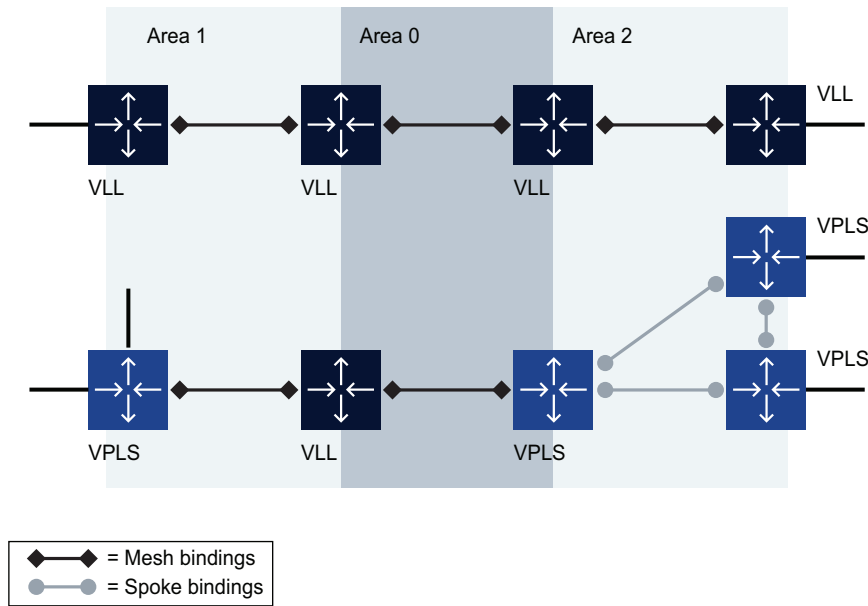 Area 1
Area 0
Area 2
VLL
VLL
VLL
VLL
VPLS
VPLS
VPLS
VLL
VPLS
= Mesh bindings
= Spoke bindings